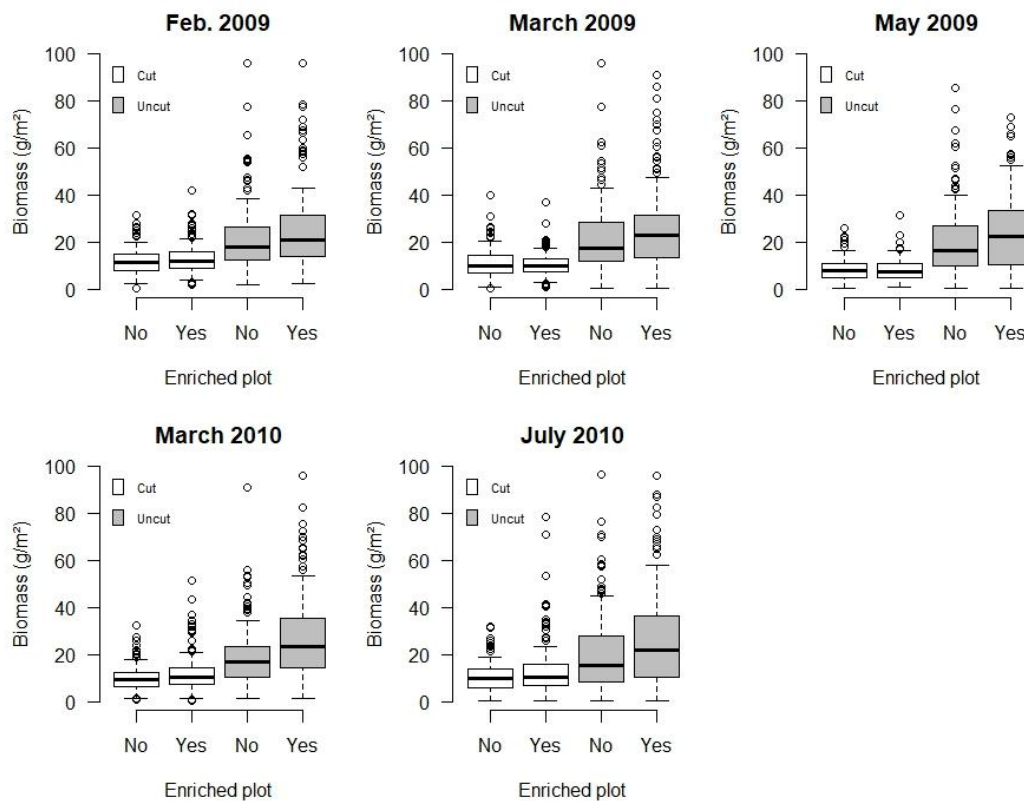 Feb. 2009
Biomass (g/m²)
100
80
60
40
20
0
Cut
Uncut
No Yes No Yes
Enriched plot
March 2009
Biomass (g/m²)
100
80
60
40
20
0
Cut
Uncut
No Yes No Yes
Enriched plot
May 2009
Biomass (g/m²)
100
80
60
40
20
0
Cut
Uncut
No Yes No Yes
Enriched plot
March 2010
Biomass (g/m²)
100
80
60
40
20
0
Cut
Uncut
No Yes No Yes
Enriched plot
July 2010
Biomass (g/m²)
100
80
60
40
20
0
Cut
Uncut
No Yes No Yes
Enriched plot